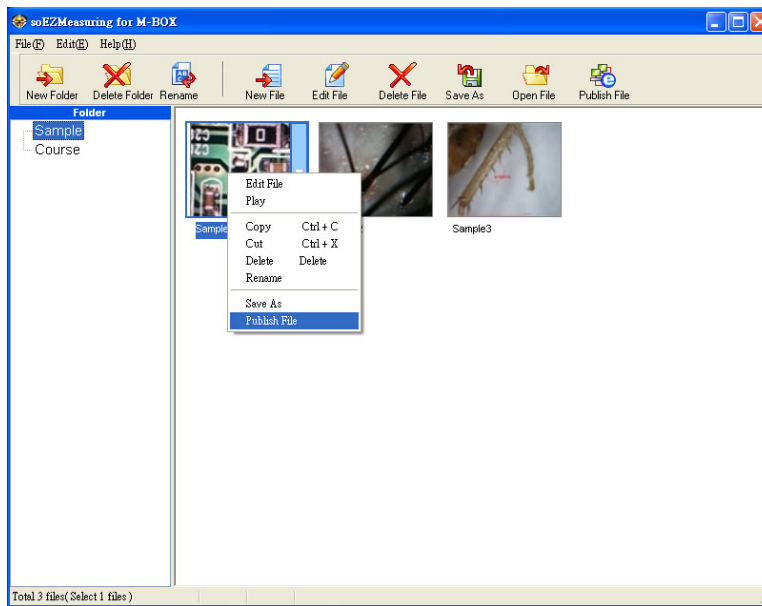 soEZMeasuring for M-BOX
File(F) Edit(E) Help(H)
New Folder Delete Folder Rename New File Edit File Delete File Save As Open File Publish File
Folder
Sample
Course
Edit File
Play
Copy Ctrl + C
Cut Ctrl + X
Delete Delete
Rename
Save As
Publish File
Sample
Sample3
Total 3 files( Select 1 files )